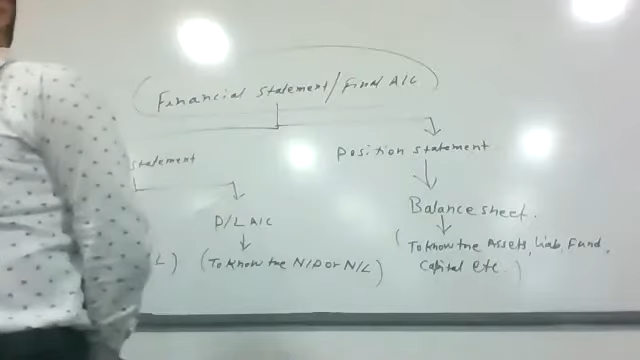 Financial Statement/Final A/C
Statement
Position statement
P/L A/C
Balance sheet.
L)
(To know the N/P or N/L)
(To know the Assets, Liab, Fund,
Capital etc.)